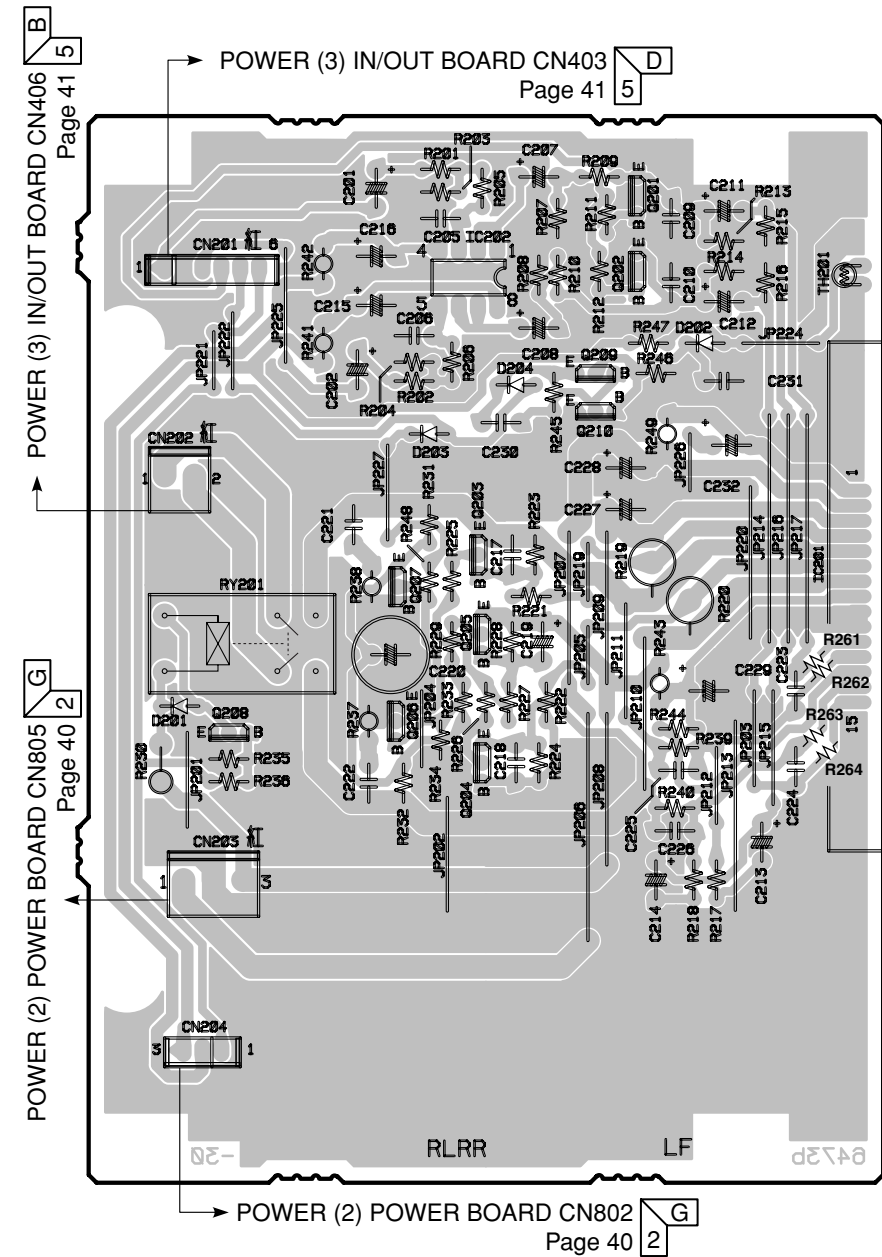 POWER (3) IN/OUT BOARD CN403 D
Page 41 5
POWER (3) IN/OUT BOARD CN406 B
Page 41 5
R203
R201
C207
R209
E
Q201
C211
R213
C201
R205
R207
R211
B
C209
R215
C216
C205 IC202
CN201
1
6
R242
4
1
R208
R210
E
Q202
R214
R216
TH201
C215
5
8
R212
B
C210
C206
R247
D202
C212
JP224
JP221
JP222
JP225
R241
R206
C208
Q209
R246
C202
D204
E
B
C231
R204
R202
E
B
R245
Q210
R249
CN202
D203
C230
JP226
1
2
JP227
R231
C228
C232
1
C221
R248
R225
Q203
E
R223
C227
JP220
JP214
JP216
JP217
IC201
R238
E
Q207
B
B
C217
JP207
JP219
R219
RY201
R221
JP209
R220
R229
Q205
E
B
R228
C219
JP205
JP211
R243
R261
C220
C229
C223
R262
JP204
R233
R227
R222
JP210
D201
Q208
R237
E
Q206
B
R226
E
R244
R263
E
B
R239
JP203
JP215
15
R230
R235
R234
Q204
B
C218
R224
JP212
JP213
R264
JP201
R236
C222
R232
JP208
R240
C224
CN203
JP202
JP206
C225
C226
1
3
C214
R218
R217
C213
POWER (2) POWER BOARD CN805 G
Page 40 2
CN204
3
1
-30
RLRR
LF
6473b
POWER (2) POWER BOARD CN802 G
Page 40 2